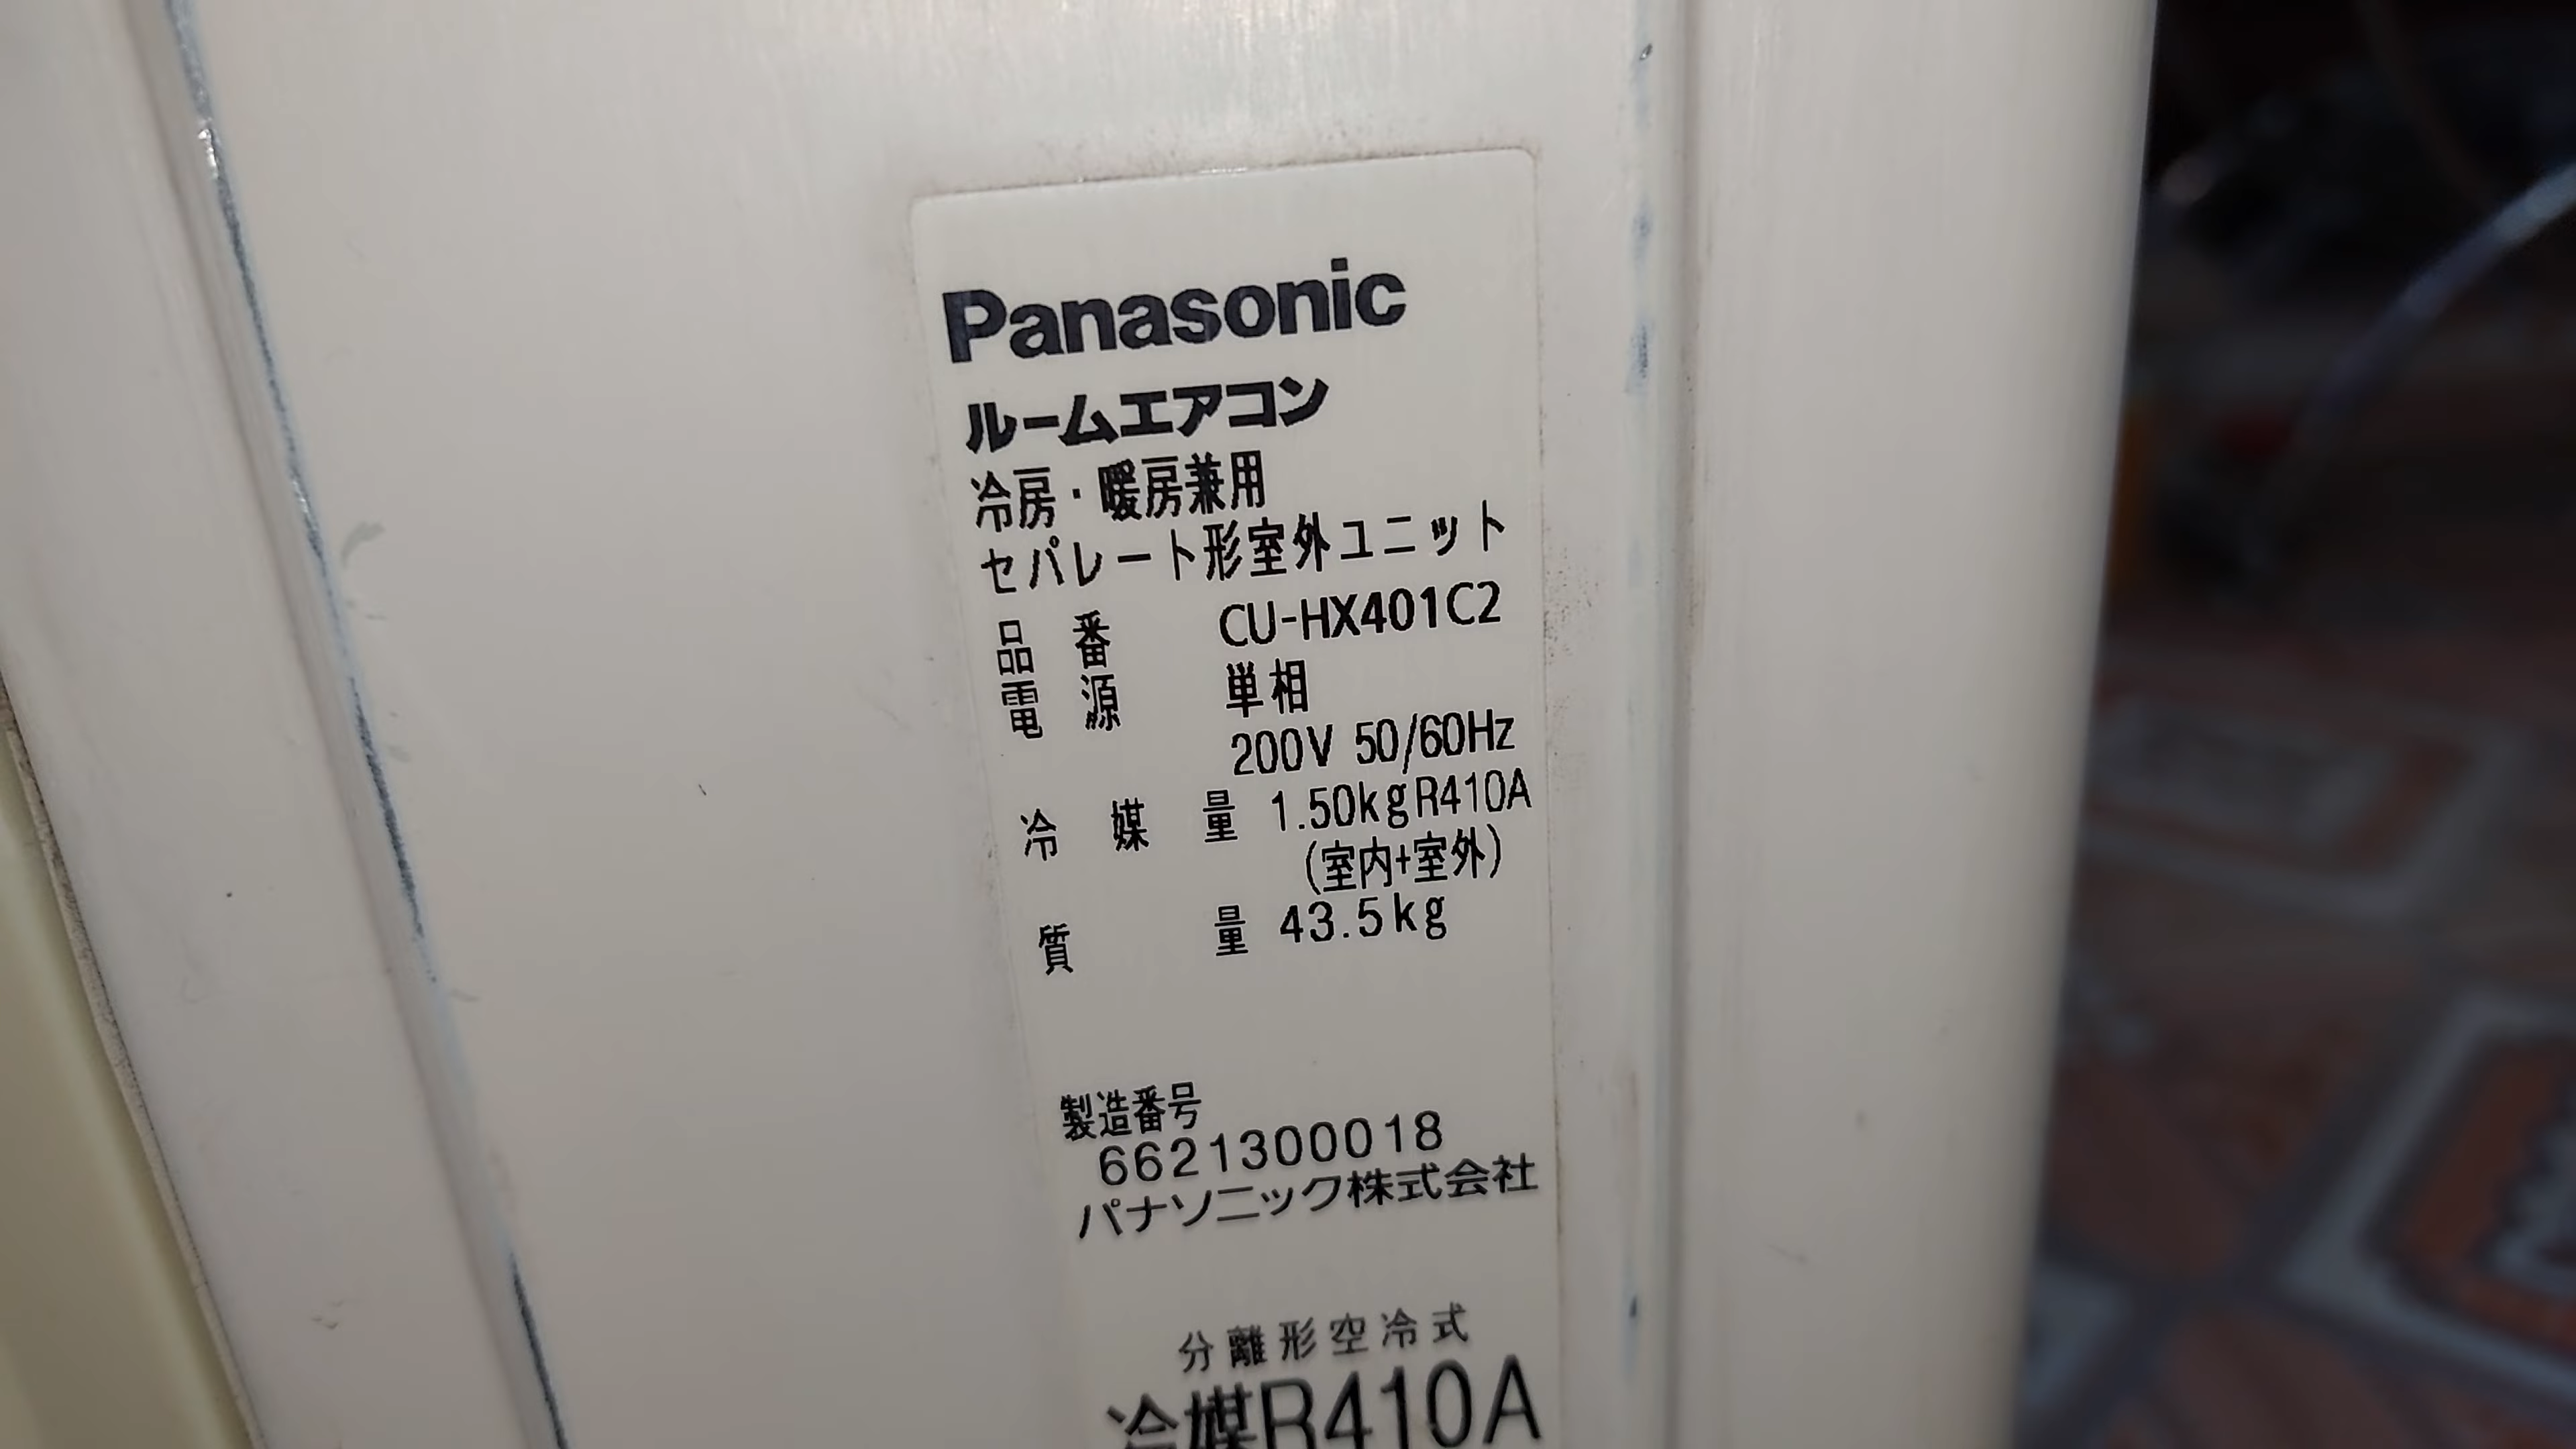 Panasonic
ルームエアコン
冷房・暖房兼用
セパレート形室外ユニット
品番 CU-HX401C2
電源 単相
200V 50/60Hz
冷媒量 1.50kgR410A
(室内+室外)
質量 43.5kg
製造番号
6621300018
パナソニック株式会社
分離形空冷式
冷媒R410A